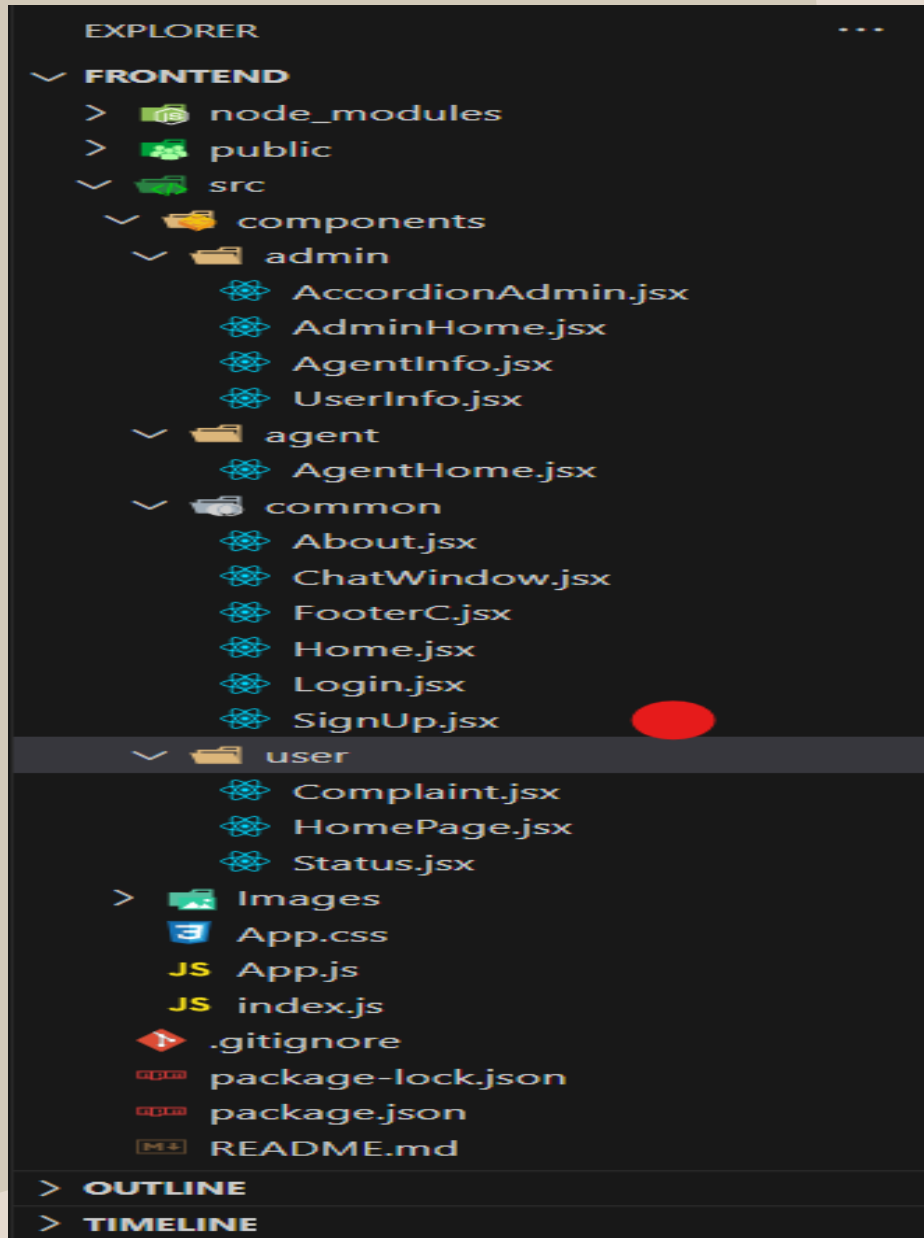 EXPLORER ...
FRONTEND
node_modules
public
src
components
admin
AccordionAdmin.jsx
AdminHome.jsx
AgentInfo.jsx
UserInfo.jsx
agent
AgentHome.jsx
common
About.jsx
ChatWindow.jsx
FooterC.jsx
Home.jsx
Login.jsx
SignUp.jsx
user
Complaint.jsx
HomePage.jsx
Status.jsx
Images
App.css
JS App.js
JS index.js
.gitignore
package-lock.json
package.json
README.md
OUTLINE
TIMELINE